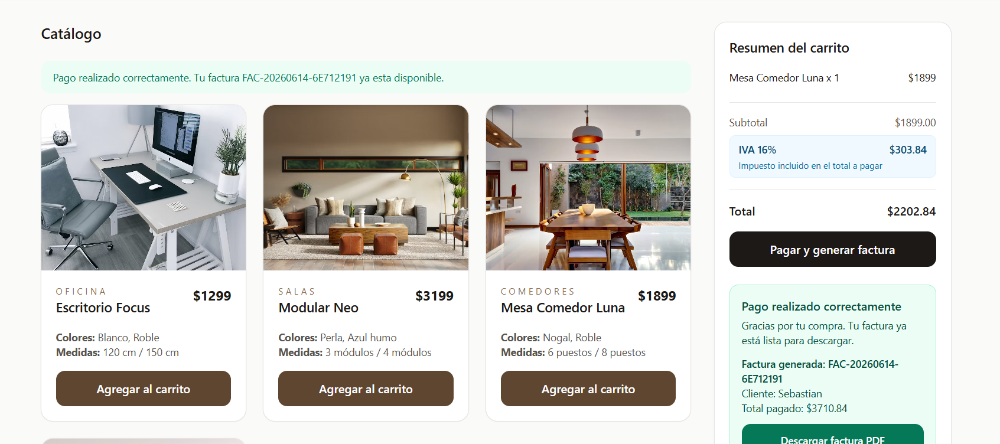 Catálogo
Pago realizado correctamente. Tu factura FAC-20260614-6E712191 ya esta disponible.
OFICINA
Escritorio Focus
$1299
Colores: Blanco, Roble
Medidas: 120 cm / 150 cm
Agregar al carrito
SALAS
Modular Neo
$3199
Colores: Perla, Azul humo
Medidas: 3 módulos / 4 módulos
Agregar al carrito
COMEDORES
Mesa Comedor Luna
$1899
Colores: Nogal, Roble
Medidas: 6 puestos / 8 puestos
Agregar al carrito
Resumen del carrito
Mesa Comedor Luna x 1 $1899
Subtotal $1899.00
IVA 16% $303.84
Impuesto incluido en el total a pagar
Total $2202.84
Pagar y generar factura
Pago realizado correctamente
Gracias por tu compra. Tu factura ya
está lista para descargar.
Factura generada: FAC-20260614-
6E712191
Cliente: Sebastian
Total pagado: $3710.84
Descargar factura PDF